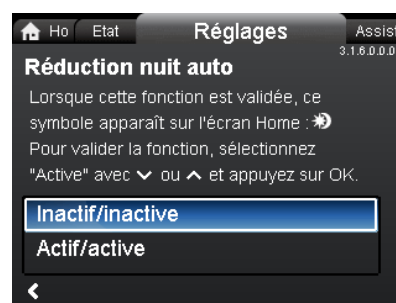 Ho Etat Réglages Assist
3.1.6.0.0.0
Réduction nuit auto
Lorsque cette fonction est validée, ce
symbole apparaît sur l'écran Home :
Pour valider la fonction, sélectionnez
"Active" avec ou et appuyez sur OK.
Inactif/inactive
Actif/active